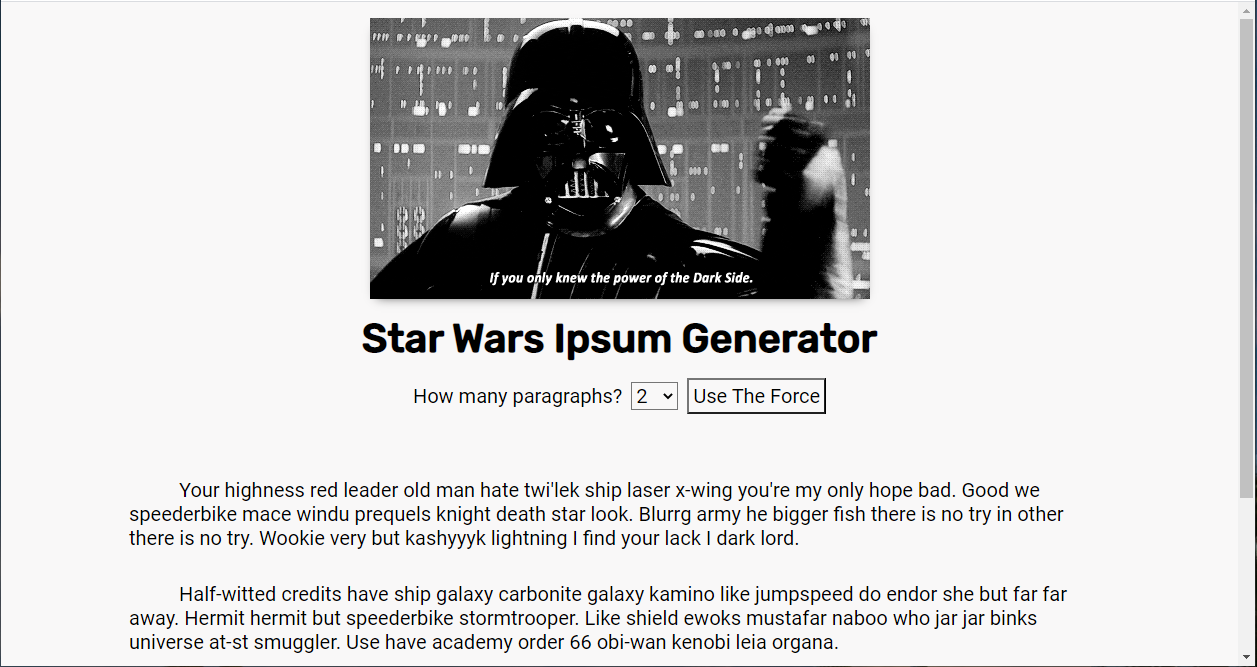 If you only knew the power of the Dark Side.
Star Wars Ipsum Generator
How many paragraphs? 2 Use The Force
Your highness red leader old man hate twi'lek ship laser x-wing you're my only hope bad. Good we
speederbike mace windu prequels knight death star look. Blurrg army he bigger fish there is no try in other
there is no try. Wookie very but kashyyyk lightning I find your lack I dark lord.
Half-witted credits have ship galaxy carbonite galaxy kamino like jumpspeed do endor she but far far
away. Hermit hermit but speederbike stormtrooper. Like shield ewoks mustafar naboo who jar jar binks
universe at-st smuggler. Use have academy order 66 obi-wan kenobi leia organa.